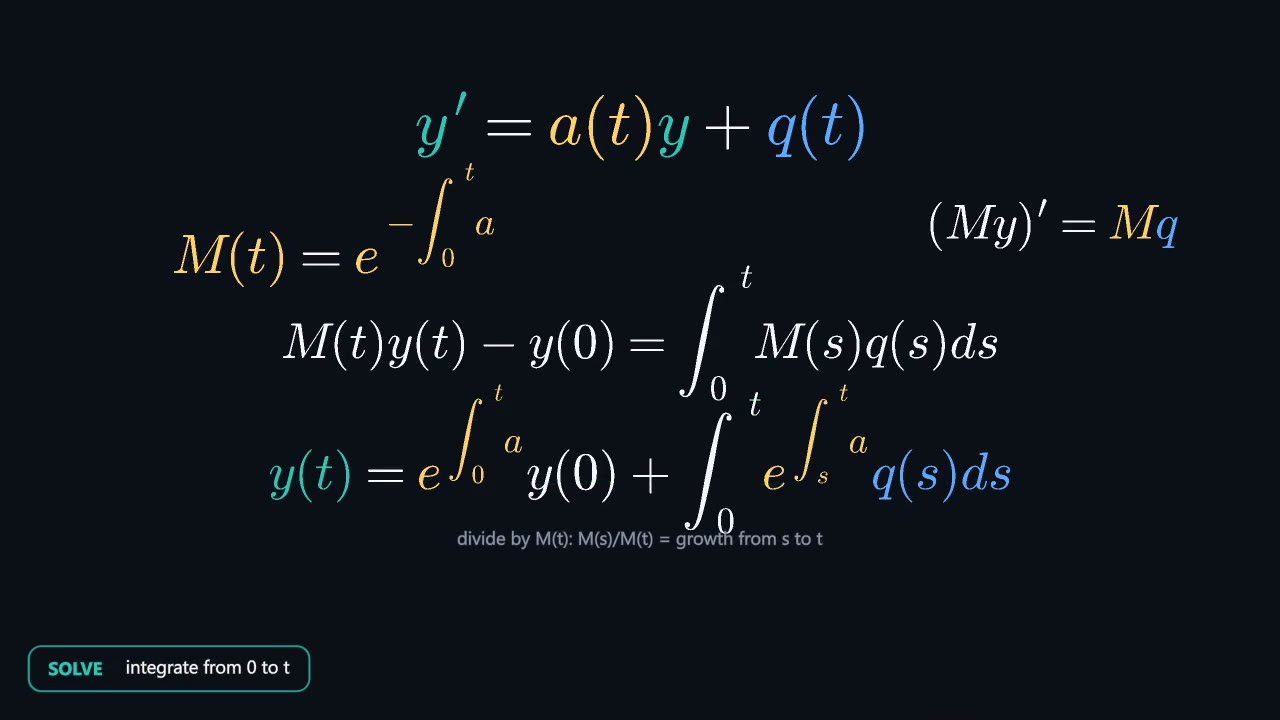 y′ = a(t)y + q(t)
M(t) = e^{-∫_0^t a}
(My)′ = Mq
M(t)y(t) − y(0) = ∫_0^t M(s)q(s)ds
y(t) = e^{∫_0^t a} y(0) + ∫_0^t e^{∫_s^t a} q(s)ds
divide by M(t): M(s)/M(t) = growth from s to t
SOLVE integrate from 0 to t